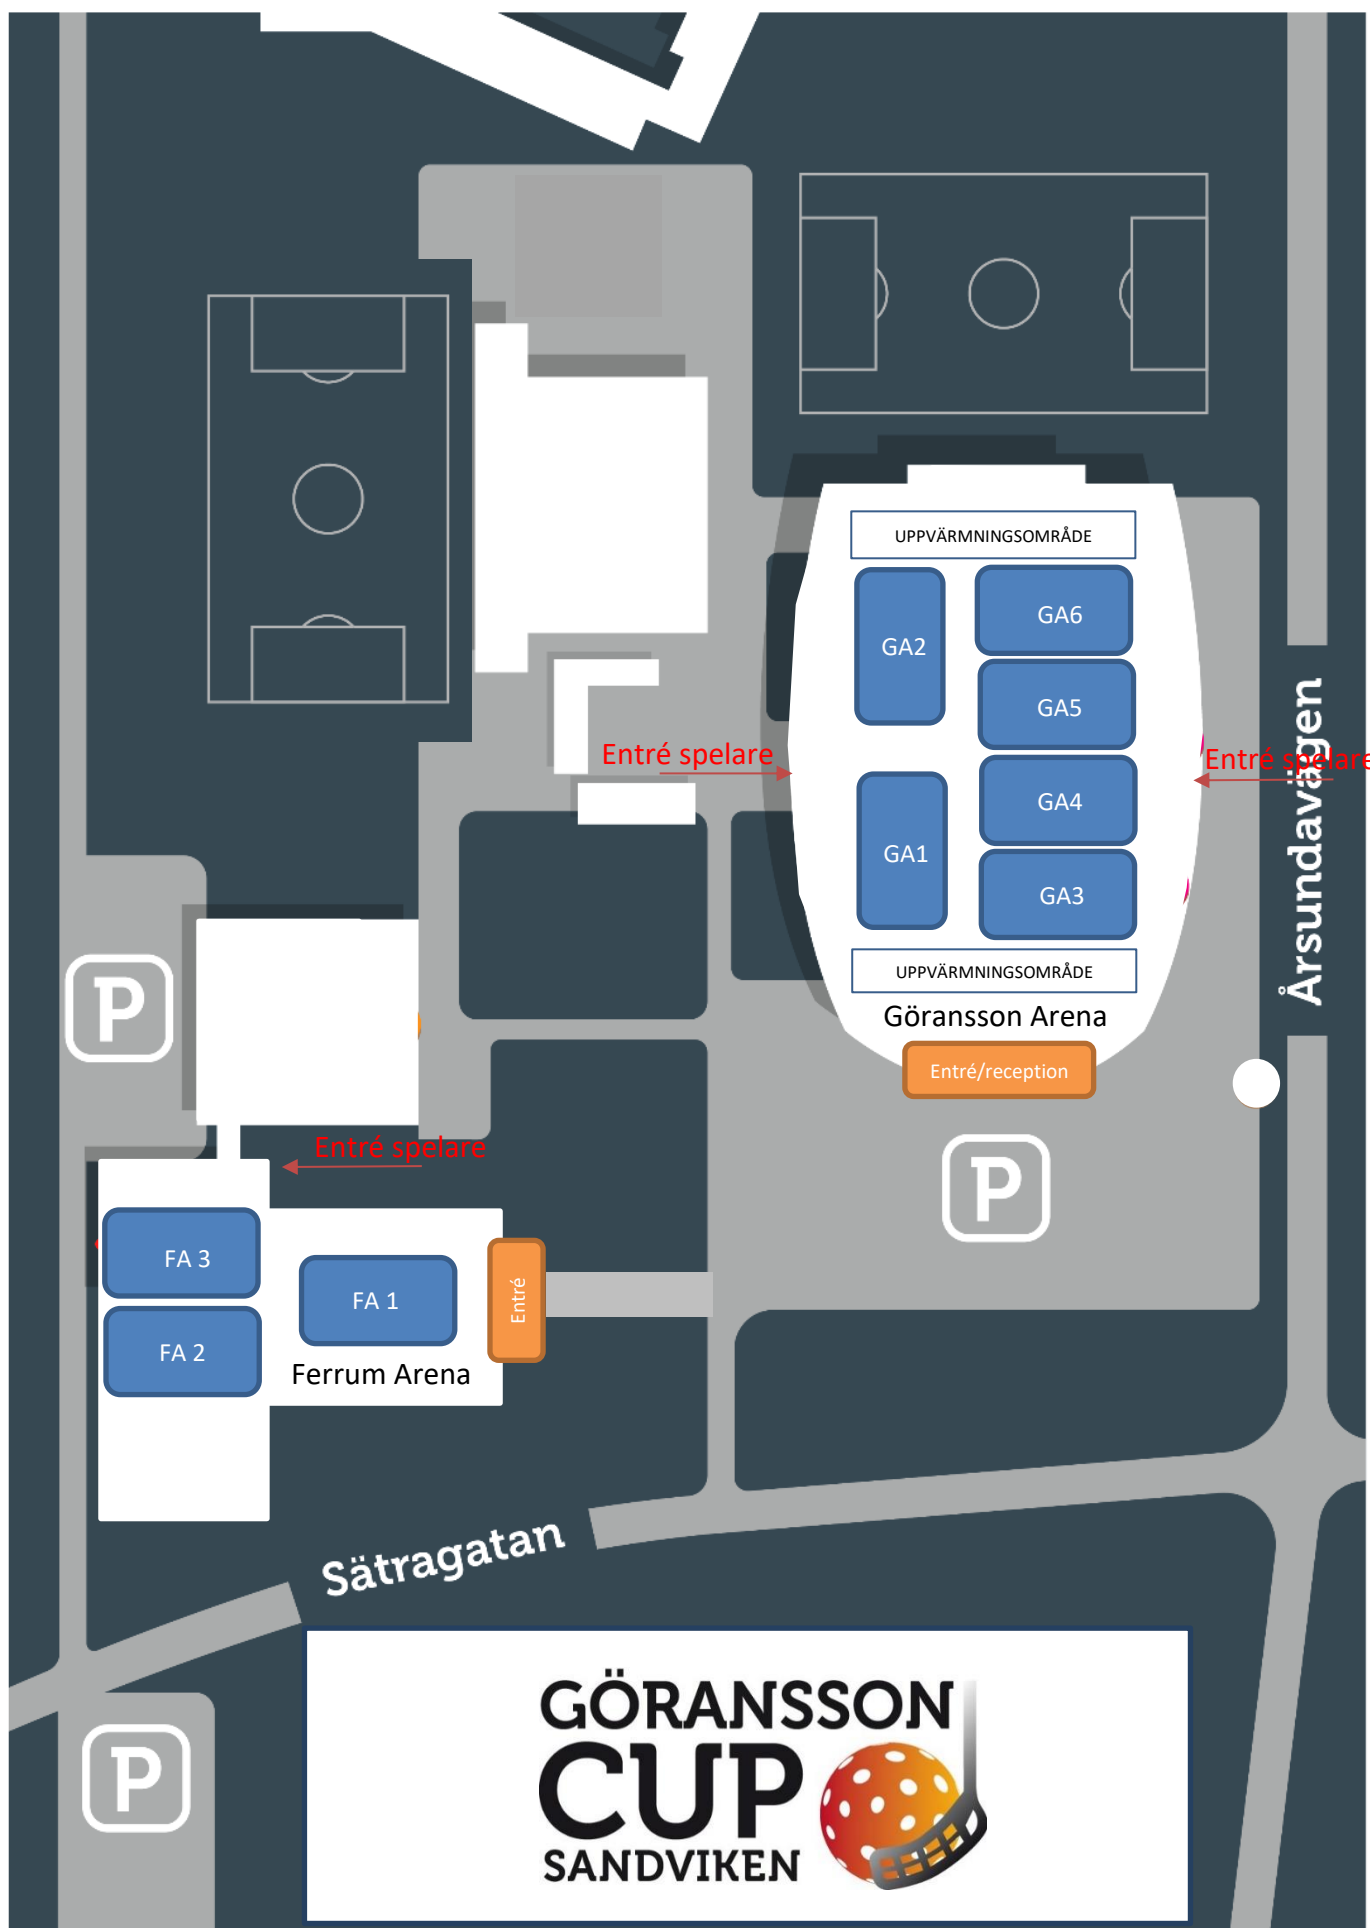 UPPVÄRMNINGSOMRÅDE
GA2
GA6
GA5
Entré spelare
Entré spelare
Årsundavägen
GA4
GA1
GA3
UPPVÄRMNINGSOMRÅDE
Göransson Arena
Entré/reception
P
P
Entré spelare
FA 3
FA 1
FA 2
Entré
Ferrum Arena
Sätragatan
P
GÖRANSSON
CUP
SANDVIKEN